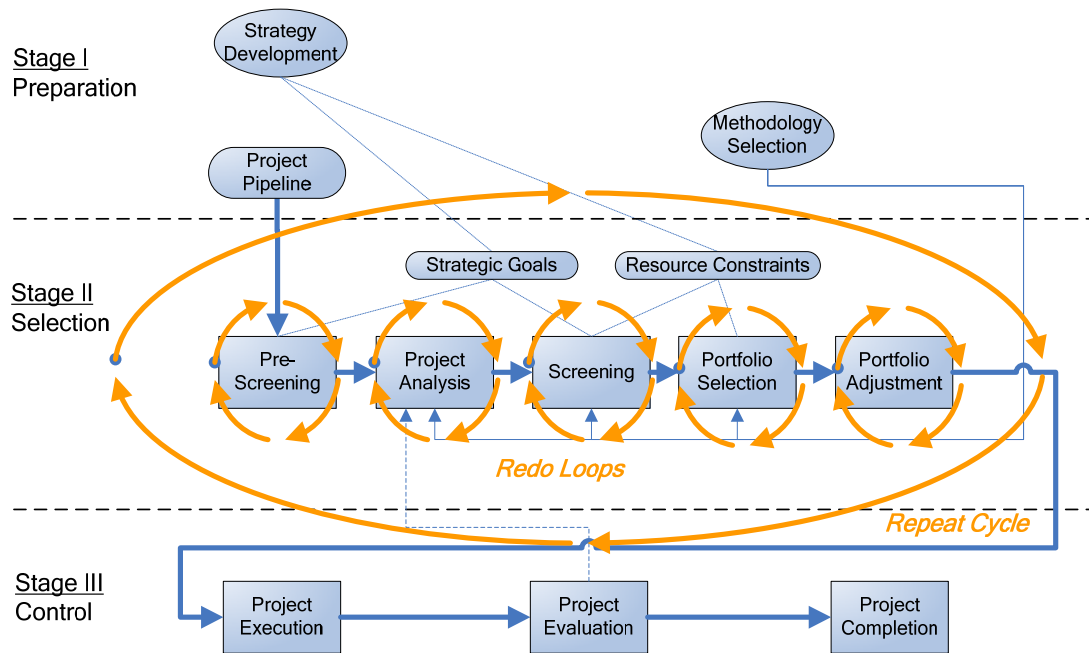 Strategy
Development
Stage I
Preparation
Methodology
Selection
Project
Pipeline
Strategic Goals
Resource Constraints
Stage II
Selection
Pre-
Screening
Project
Analysis
Screening
Portfolio
Selection
Portfolio
Adjustment
Redo Loops
Repeat Cycle
Stage III
Control
Project
Execution
Project
Evaluation
Project
Completion